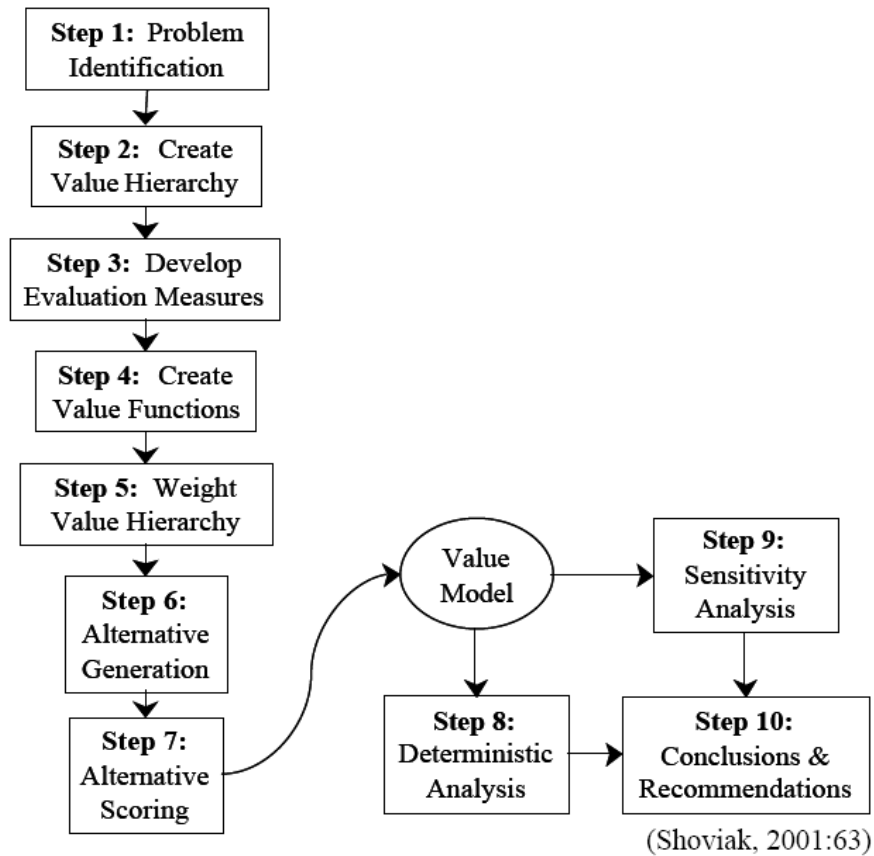 Step 1: Problem
Identification
Step 2: Create
Value Hierarchy
Step 3: Develop
Evaluation Measures
Step 4: Create
Value Functions
Step 5: Weight
Value Hierarchy
Step 6:
Alternative
Generation
Step 7:
Alternative
Scoring
Value
Model
Step 8:
Deterministic
Analysis
Step 9:
Sensitivity
Analysis
Step 10:
Conclusions &
Recommendations
(Shoviak, 2001:63)